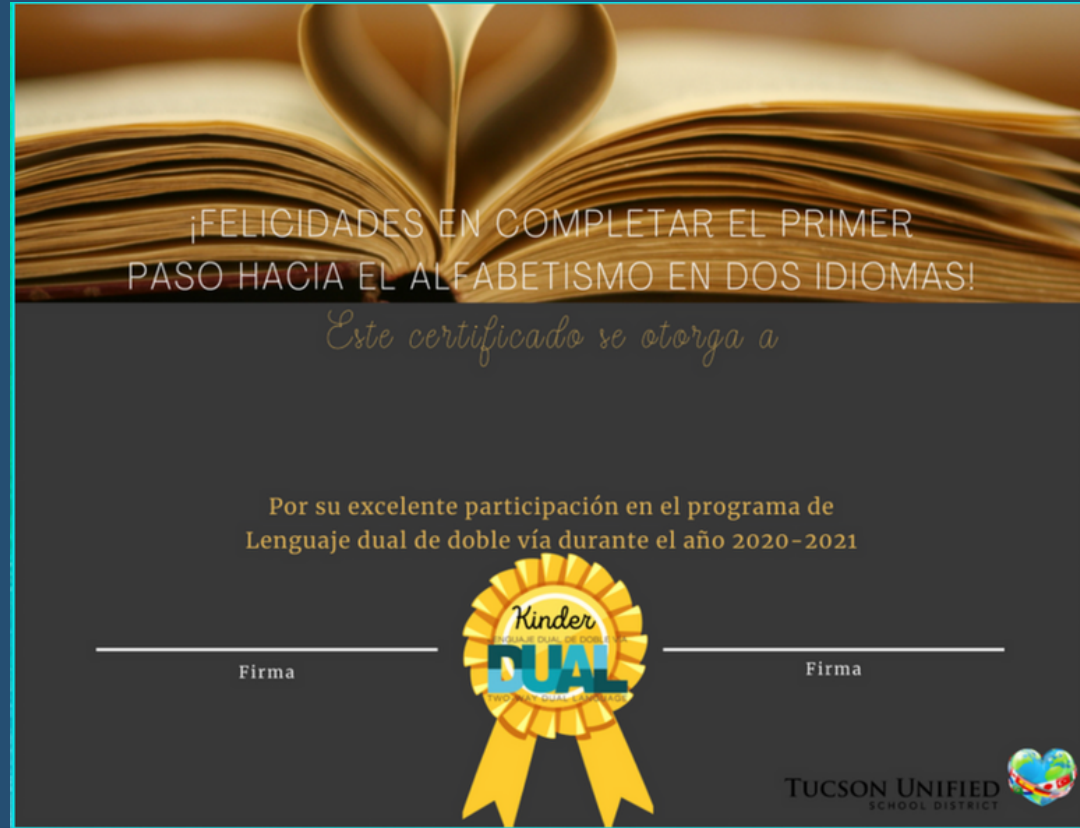 ¡FELICIDADES EN COMPLETAR EL PRIMER
PASO HACIA EL ALFABETISMO EN DOS IDIOMAS!
Este certificado se otorga a
Por su excelente participación en el programa de
Lenguaje dual de doble vía durante el año 2020-2021
Kinder
LENGUAJE DUAL DE DOBLE VÍA
DUAL
TWO-WAY DUAL LANGUAGE
Firma
Firma
TUCSON UNIFIED
SCHOOL DISTRICT